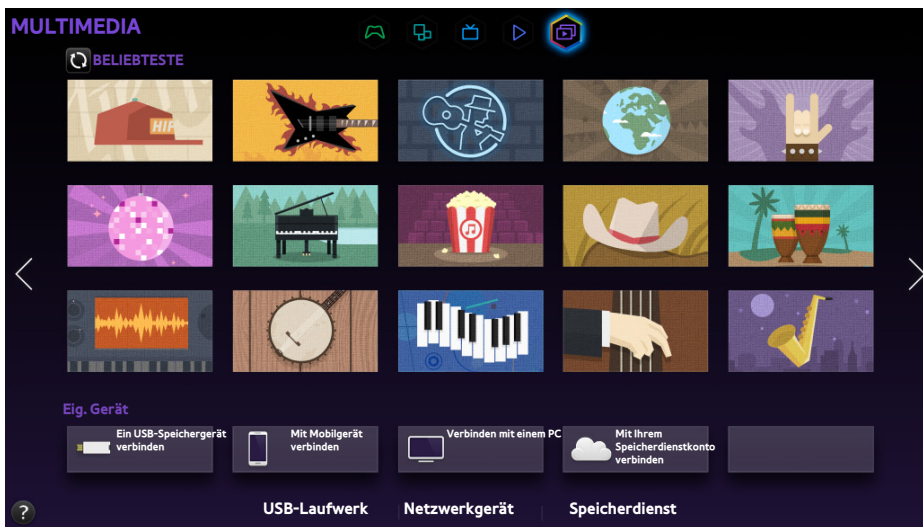 MULTIMEDIA
BELIEBTESTE
HIP
Eig. Gerät
Ein USB-Speichergerät
verbinden
Mit Mobilgerät
verbinden
Verbinden mit einem PC
Mit Ihrem
Speicherdienstkonto
verbinden
?
USB-Laufwerk
Netzwerkgerät
Speicherdienst